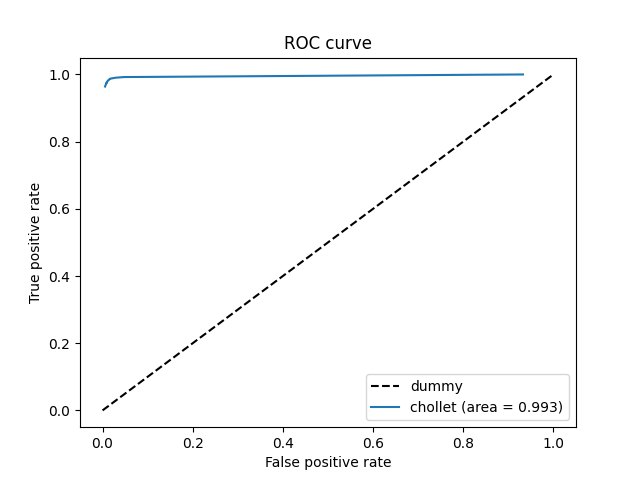 ROC curve
1.0
0.8
0.6
0.4
0.2
0.0
True positive rate
dummy
chollet (area = 0.993)
0.0 0.2 0.4 0.6 0.8 1.0
False positive rate